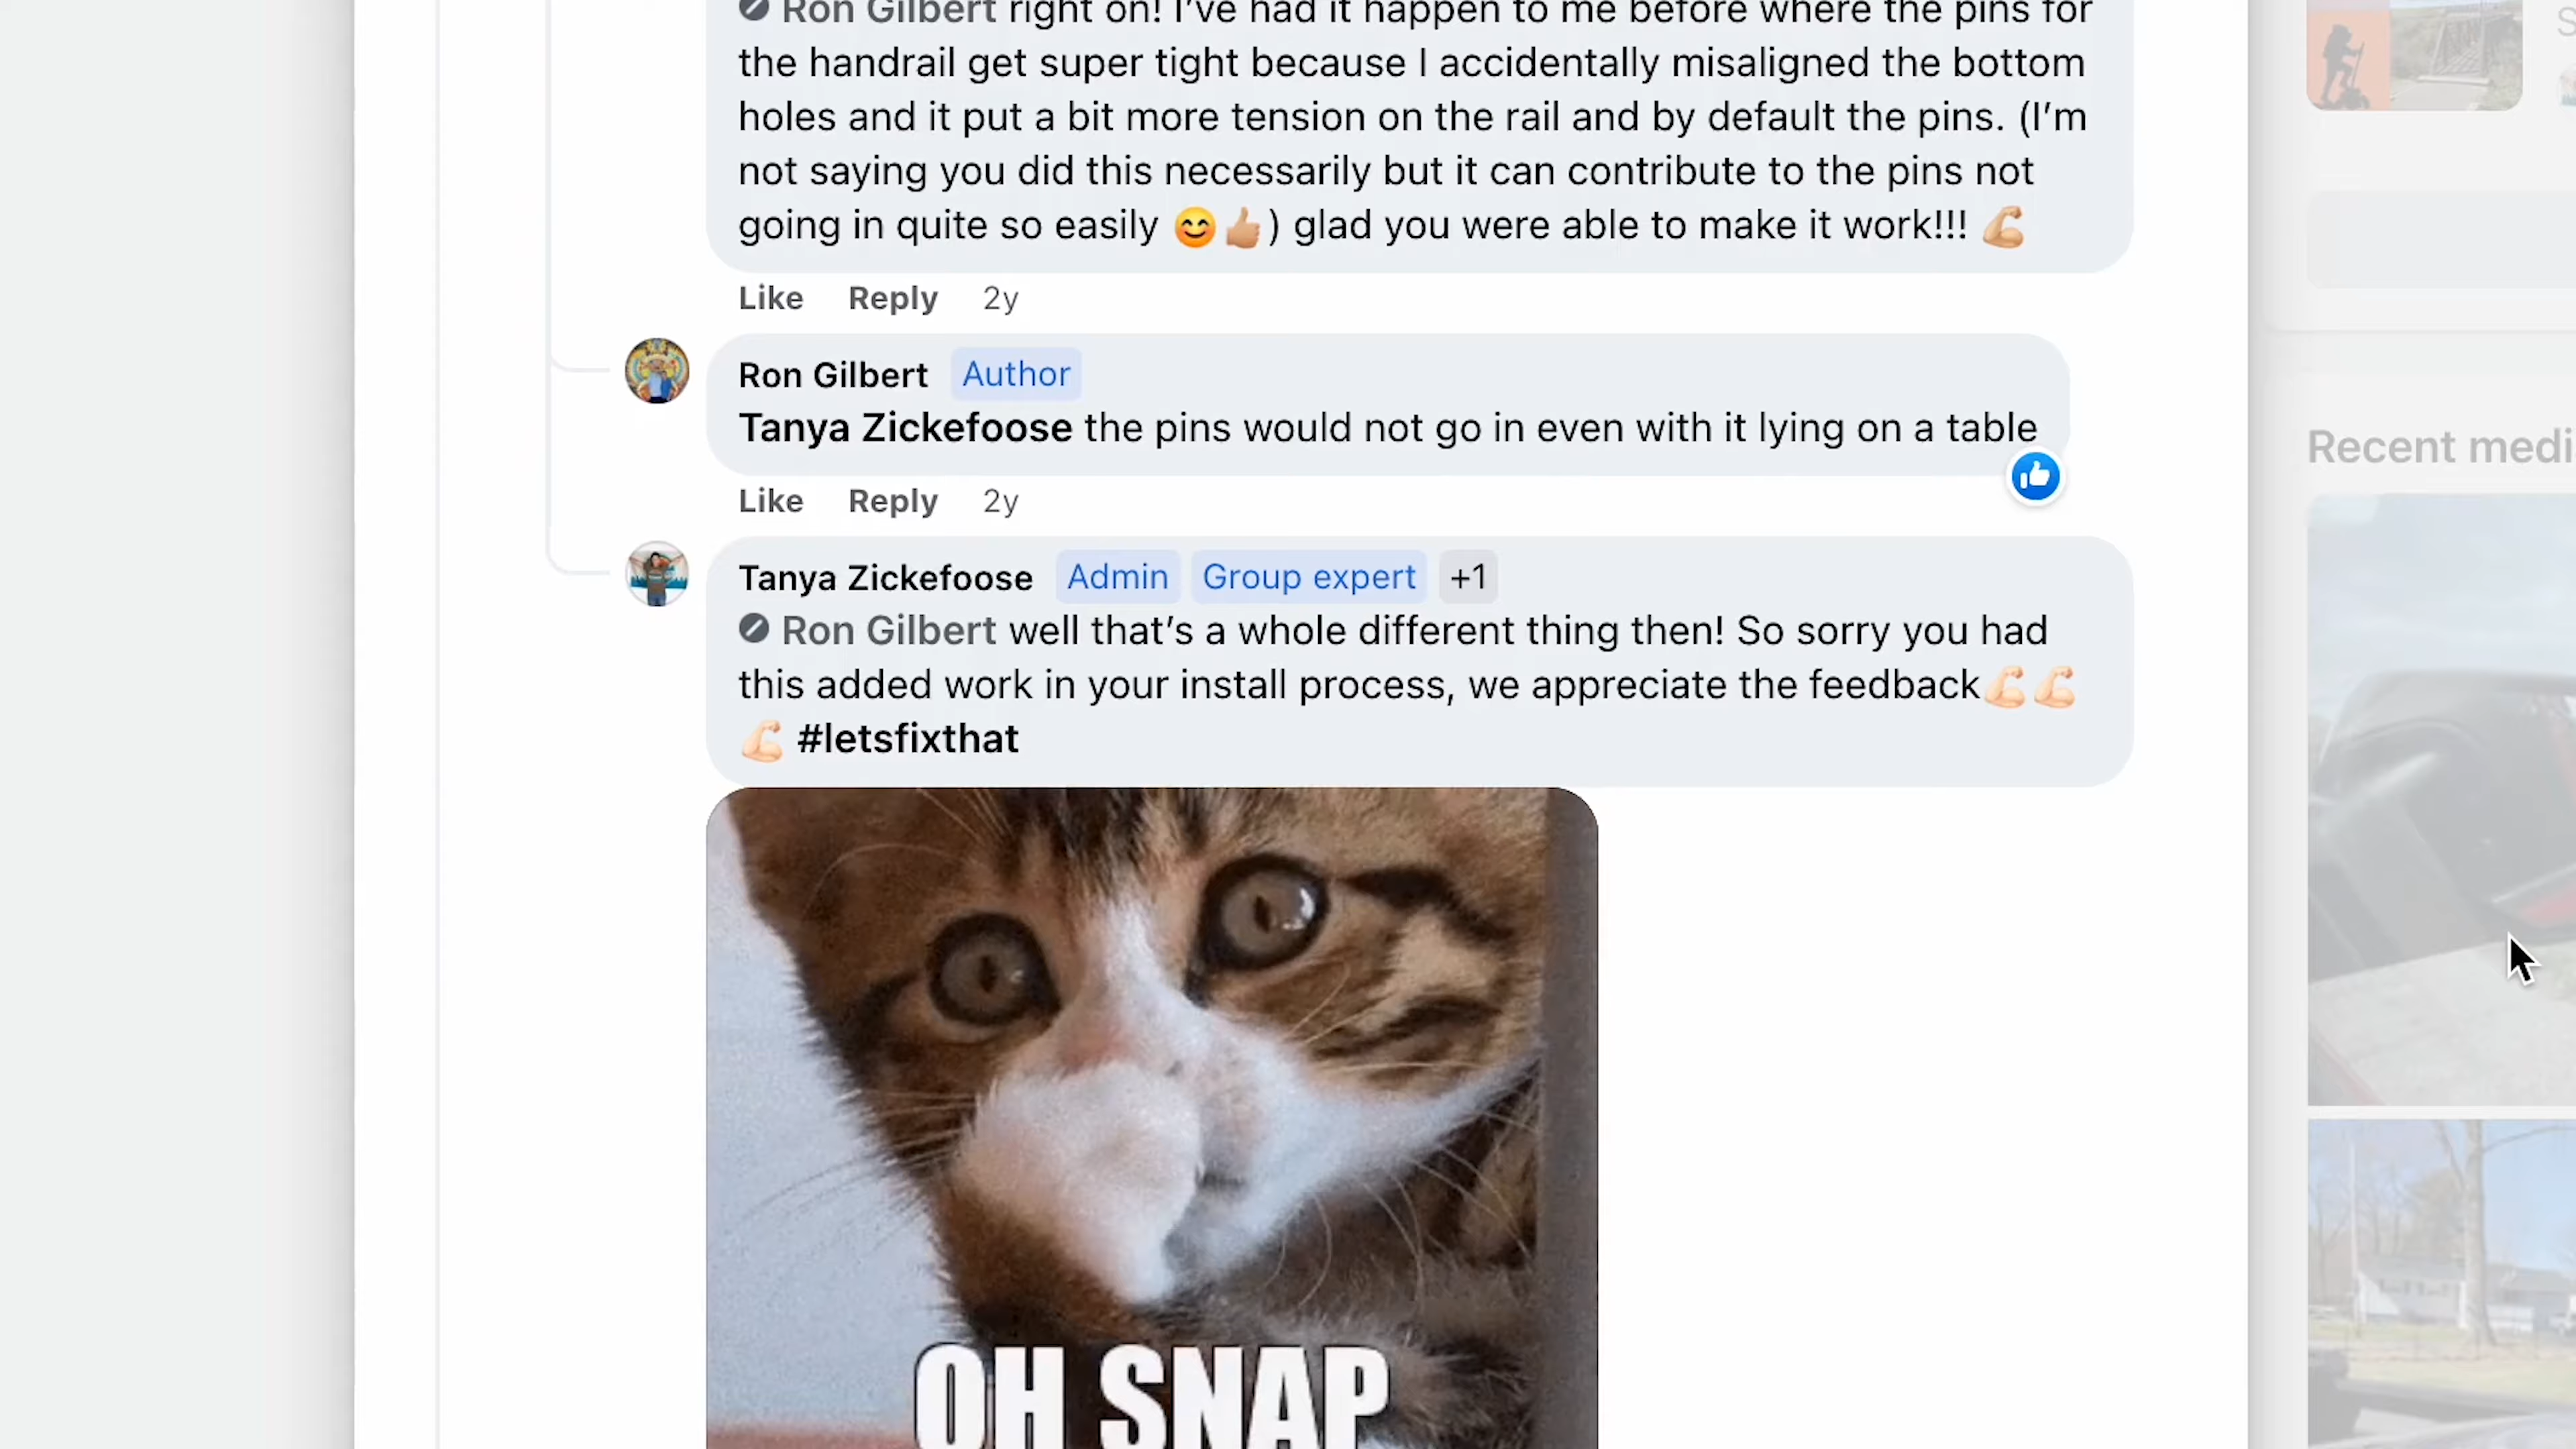 Ron Gilbert right on! I've had it happen to me before where the pins for
the handrail get super tight because I accidentally misaligned the bottom
holes and it put a bit more tension on the rail and by default the pins. (I'm
not saying you did this necessarily but it can contribute to the pins not
going in quite so easily 😊👍🏼) glad you were able to make it work!!! 💪🏼
Like Reply 2y
Ron Gilbert Author
Tanya Zickefoose the pins would not go in even with it lying on a table
Like Reply 2y
Tanya Zickefoose Admin Group expert +1
Ron Gilbert well that's a whole different thing then! So sorry you had
this added work in your install process, we appreciate the feedback💪🏻💪🏻
💪🏻 #letsfixthat
OH SNAP
Recent medi